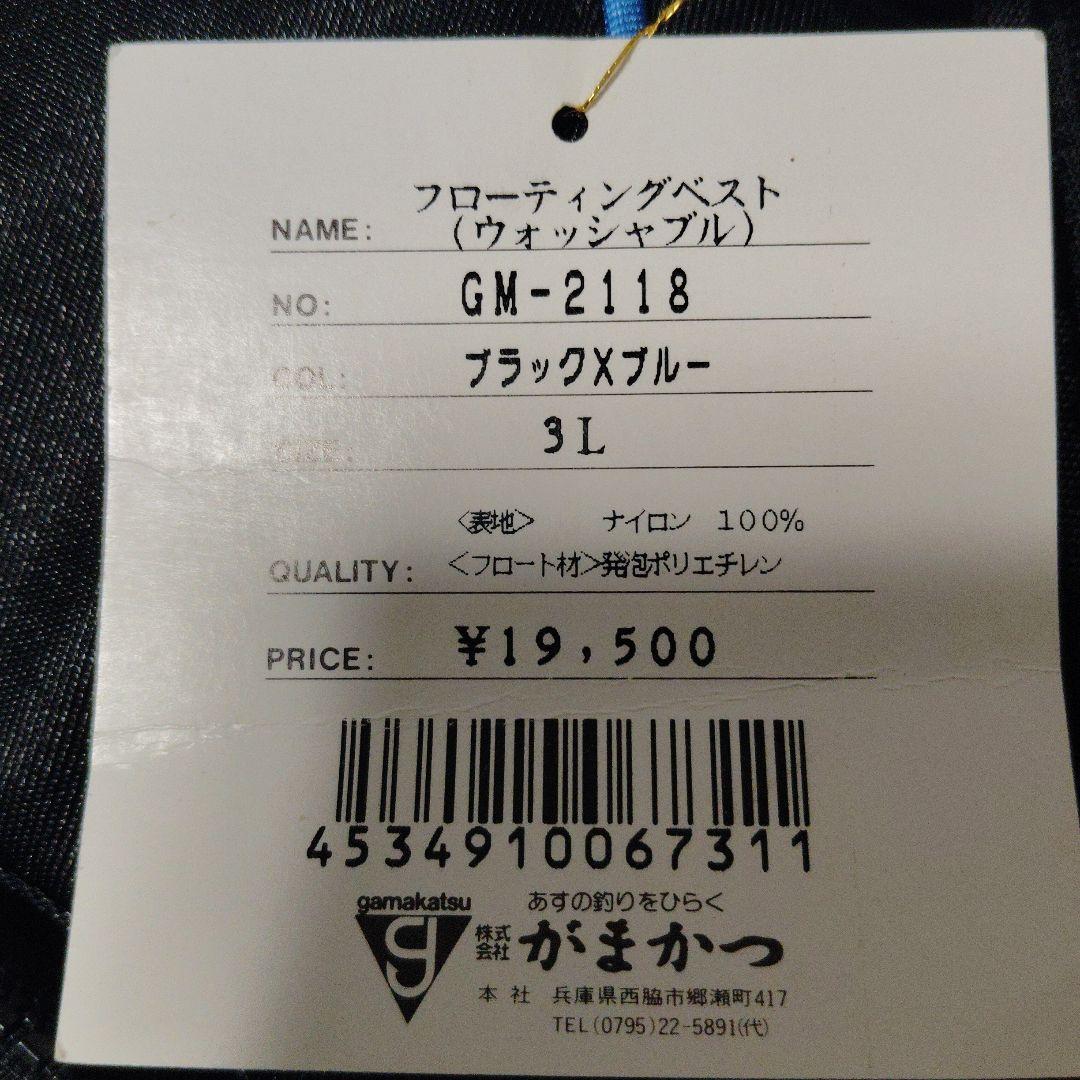 フローティングベスト
NAME: (ウォッシャブル)
NO: GM-2118
COL: ブラックXブルー
SIZE: 3L
<表地> ナイロン 100%
QUALITY: <フロート材>発泡ポリエチレン
PRICE: ¥19,500
4534910067311
gamakatsu あすの釣りをひらく
g 株式会社 がまかつ
本社 兵庫県西脇市郷瀬町417
TEL(0795)22-5891(代)